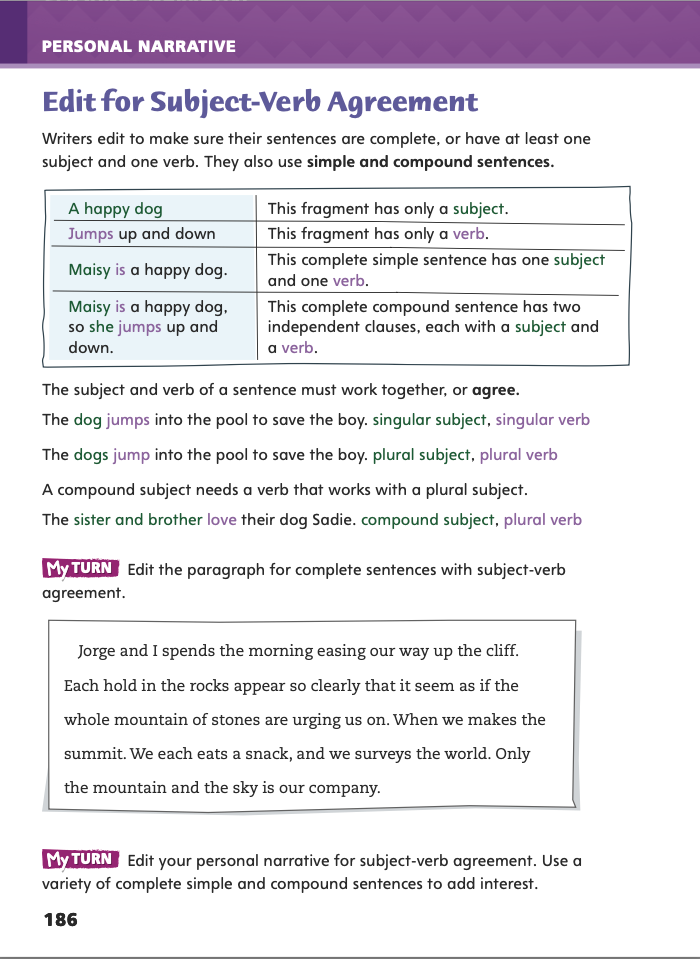 PERSONAL NARRATIVE
Edit for Subject-Verb Agreement
Writers edit to make sure their sentences are complete, or have at least one
subject and one verb. They also use simple and compound sentences.
A happy dog
This fragment has only a subject.
Jumps up and down
This fragment has only a verb.
Maisy is a happy dog.
This complete simple sentence has one subject
and one verb.
Maisy is a happy dog,
so she jumps up and
down.
This complete compound sentence has two
independent clauses, each with a subject and
a verb.
The subject and verb of a sentence must work together, or agree.
The dog jumps into the pool to save the boy. singular subject, singular verb
The dogs jump into the pool to save the boy. plural subject, plural verb
A compound subject needs a verb that works with a plural subject.
The sister and brother love their dog Sadie. compound subject, plural verb
My TURN Edit the paragraph for complete sentences with subject-verb
agreement.
Jorge and I spends the morning easing our way up the cliff.
Each hold in the rocks appear so clearly that it seem as if the
whole mountain of stones are urging us on. When we makes the
summit. We each eats a snack, and we surveys the world. Only
the mountain and the sky is our company.
My TURN Edit your personal narrative for subject-verb agreement. Use a
variety of complete simple and compound sentences to add interest.
186